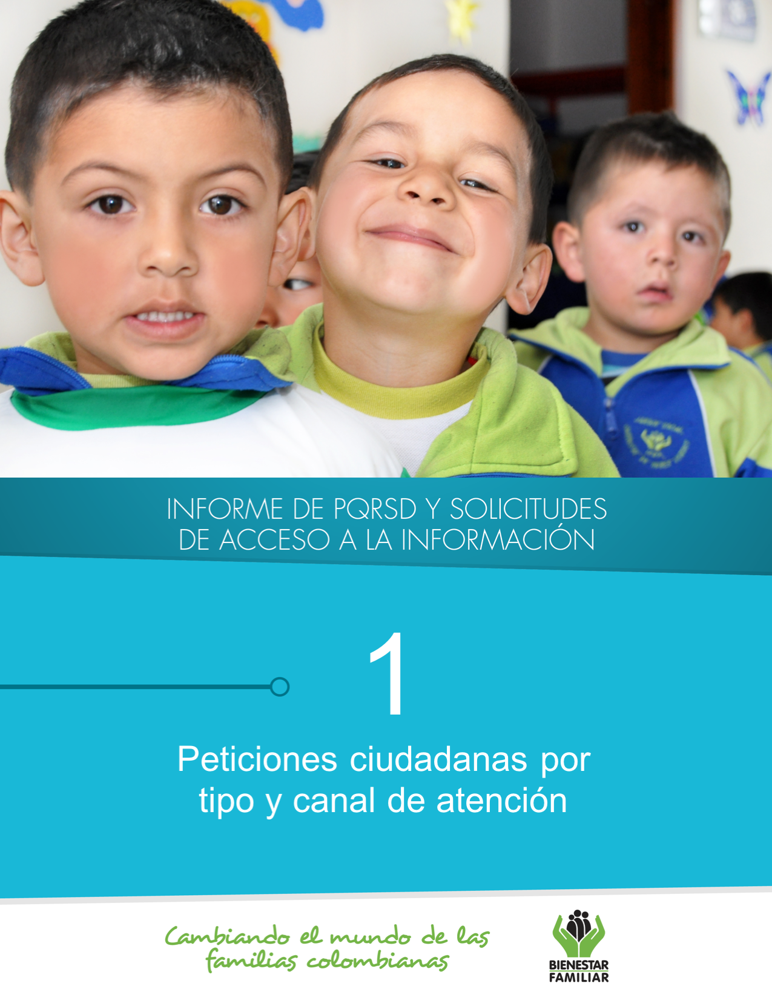 INFORME DE PQRSD Y SOLICITUDES
DE ACCESO A LA INFORMACIÓN
1
Peticiones ciudadanas por
tipo y canal de atención
Cambiando el mundo de las
familias colombianas
BIENESTAR
FAMILIAR